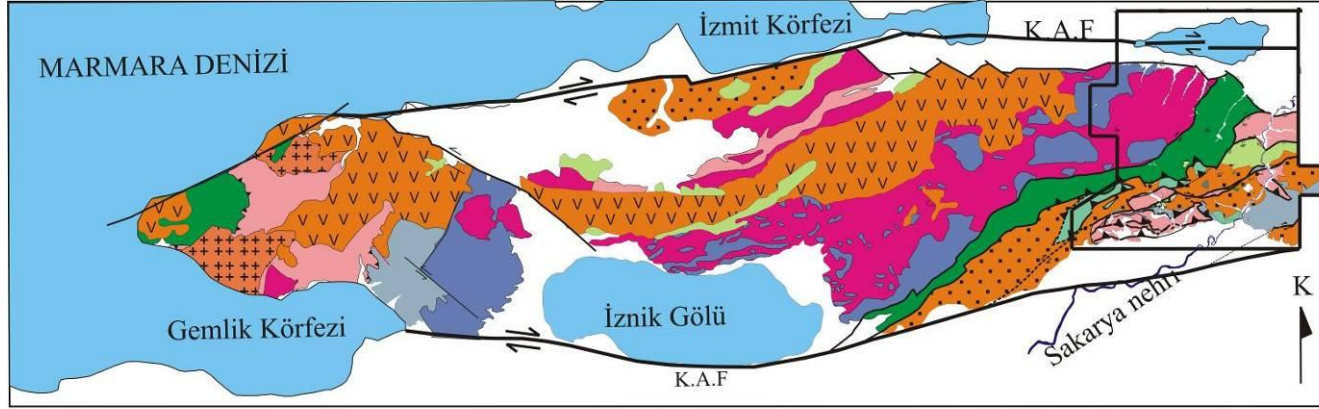 İzmit Körfezi
K.A.F
MARMARA DENİZİ
Gemlik Körfezi
İznik Gölü
K.A.F
Sakarya nehri
K